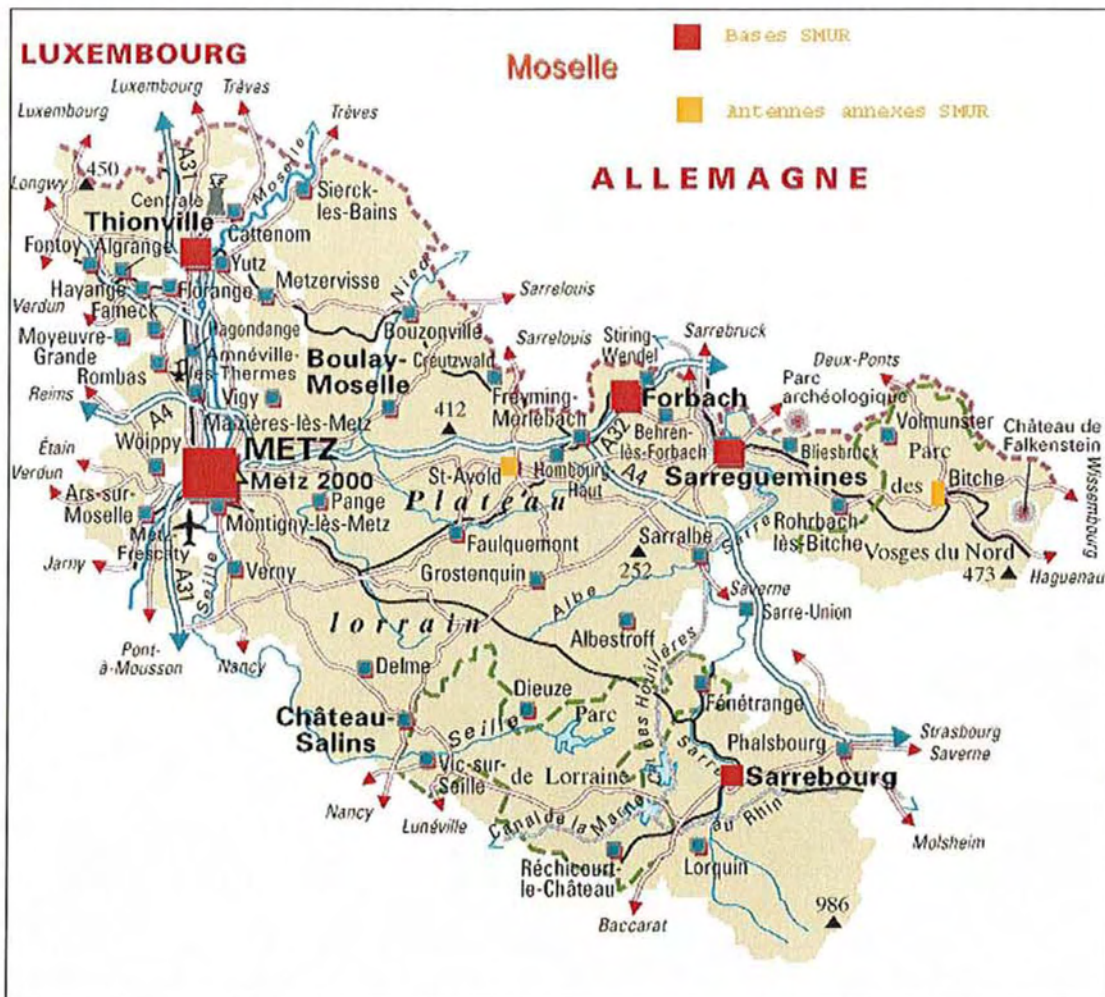 LUXEMBOURG
Moselle
Bases SMUR
Antennes annexes SMUR
ALLEMAGNE
Luxembourg
Luxembourg
Trèves
Trèves
A31
Moselle
450
Longwy
Centrale
Sierck-
les-Bains
Thionville
Cattenom
Fontoy
Algrange
Yutz
Hayange
Florange
Metzervisse
Nied
Sarrelouis
Verdun
Fameck
Hagondange
Bouzonville
Moyeuvre-
Grande
Amnéville-
les-Thermes
Boulay-
Moselle
Creutzwald
Sarrelouis
Stiring-
Wendel
Sarrebruck
Deux-Ponts
Rombas
Reims
A4
Vigy
Maizières-lès-Metz
412
Freyming-
Merlebach
Forbach
Parc
archéologique
Volmunster
Château de
Falkenstein
Woippy
METZ
Metz 2000
A32
Behren-
lès-Forbach
Bliesbrück
Parc
Étain
Verdun
St-Avold
Hombourg-
Haut
A4
Sarreguemines
des
Bitche
Wissembourg
Ars-sur-
Moselle
Pange
Plateau
Montigny-lès-Metz
Metz-
Frescaty
Faulquemont
Sarralbe
Sarre
Rohrbach
lès-Bitche
Vosges du Nord
Jarny
A31
Seille
Verny
Grostenquin
252
473
Haguenau
Saverne
Albe
Sarre-Union
lorrain
Albestroff
Pont-
à-Mousson
Nancy
Delme
Dieuze
C. des Houillères
Fénétrange
Château-
Salins
Seille
Parc
Strasbourg
Saverne
Phalsbourg
Vic-sur-
Seille
de Lorraine
Sarre
Sarrebourg
Nancy
Lunéville
Canal de la Marne
au Rhin
Molsheim
Réchicourt-
le-Château
Lorquin
Baccarat
986